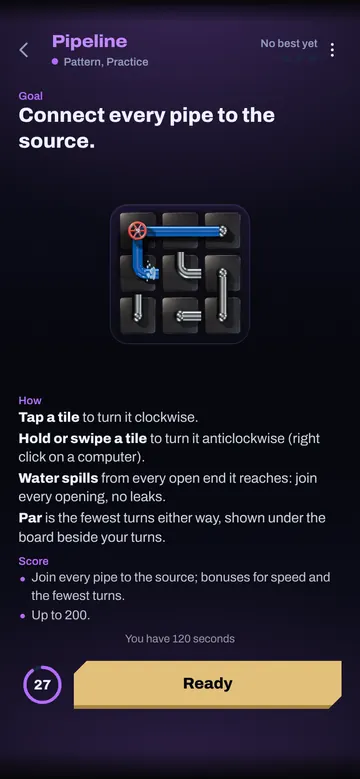 Pipeline
No best yet
Pattern, Practice
Goal
Connect every pipe to the
source.
How
Tap a tile to turn it clockwise.
Hold or swipe a tile to turn it anticlockwise (right
click on a computer).
Water spills from every open end it reaches: join
every opening, no leaks.
Par is the fewest turns either way, shown under the
board beside your turns.
Score
Join every pipe to the source; bonuses for speed and
the fewest turns.
Up to 200.
You have 120 seconds
27
Ready